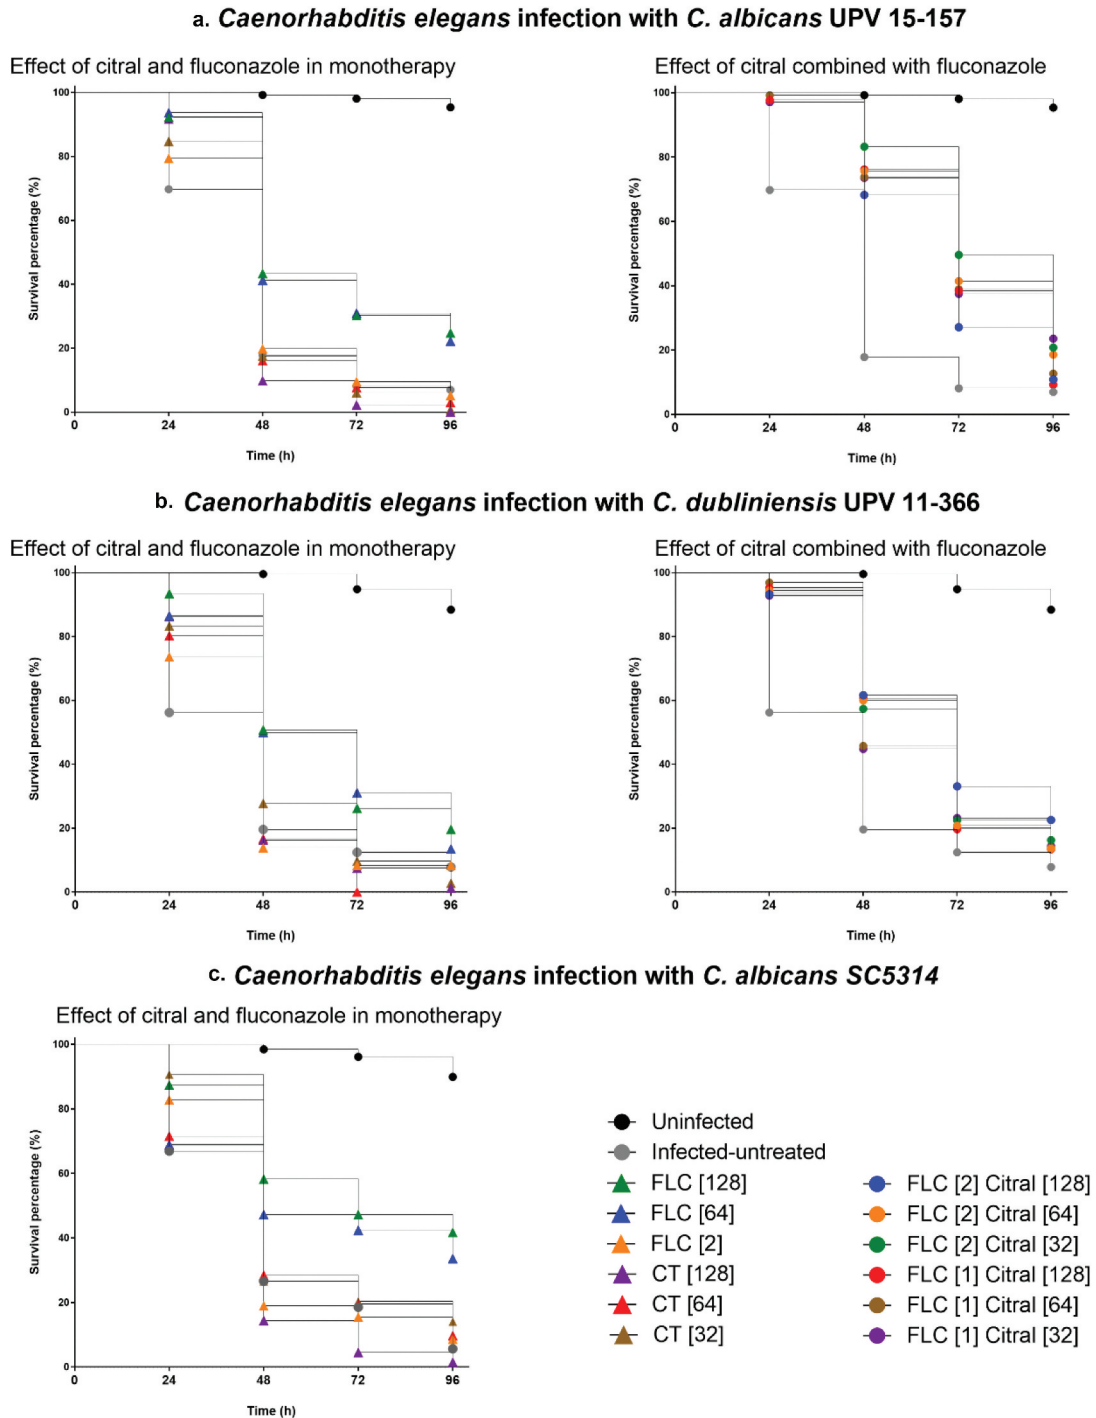 a. Caenorhabditis elegans infection with C. albicans UPV 15-157
Effect of citral and fluconazole in monotherapy
Survival percentage (%)
100
80
60
40
20
0
0 24 48 72 96
Time (h)
Effect of citral combined with fluconazole
Survival percentage (%)
100
80
60
40
20
0
0 24 48 72 96
Time (h)
b. Caenorhabditis elegans infection with C. dubliniensis UPV 11-366
Effect of citral and fluconazole in monotherapy
Survival percentage (%)
100
80
60
40
20
0
0 24 48 72 96
Time (h)
Effect of citral combined with fluconazole
Survival percentage (%)
100
80
60
40
20
0
0 24 48 72 96
Time (h)
c. Caenorhabditis elegans infection with C. albicans SC5314
Effect of citral and fluconazole in monotherapy
Survival percentage (%)
100
80
60
40
20
0
0 24 48 72 96
Time (h)
Uninfected
Infected-untreated
FLC [128]
FLC [64]
FLC [2]
CT [128]
CT [64]
CT [32]
FLC [2] Citral [128]
FLC [2] Citral [64]
FLC [2] Citral [32]
FLC [1] Citral [128]
FLC [1] Citral [64]
FLC [1] Citral [32]